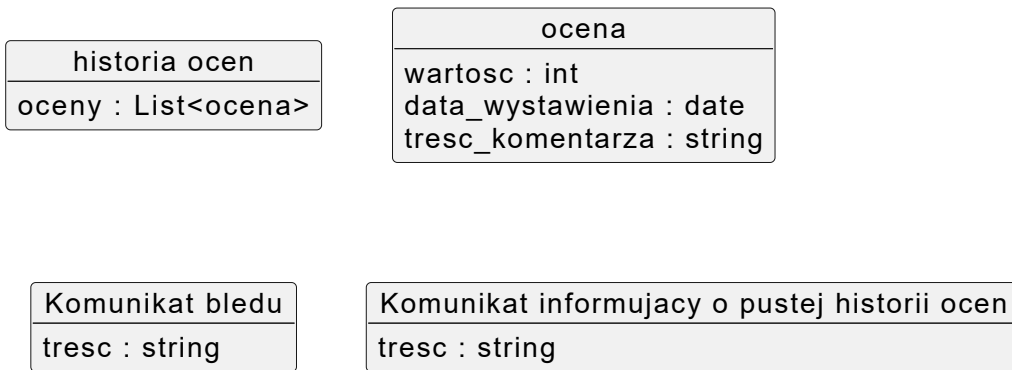 historia ocen
oceny : List<ocena>
ocena
wartosc : int
data_wystawienia : date
tresc_komentarza : string
Komunikat bledu
tresc : string
Komunikat informujacy o pustej historii ocen
tresc : string